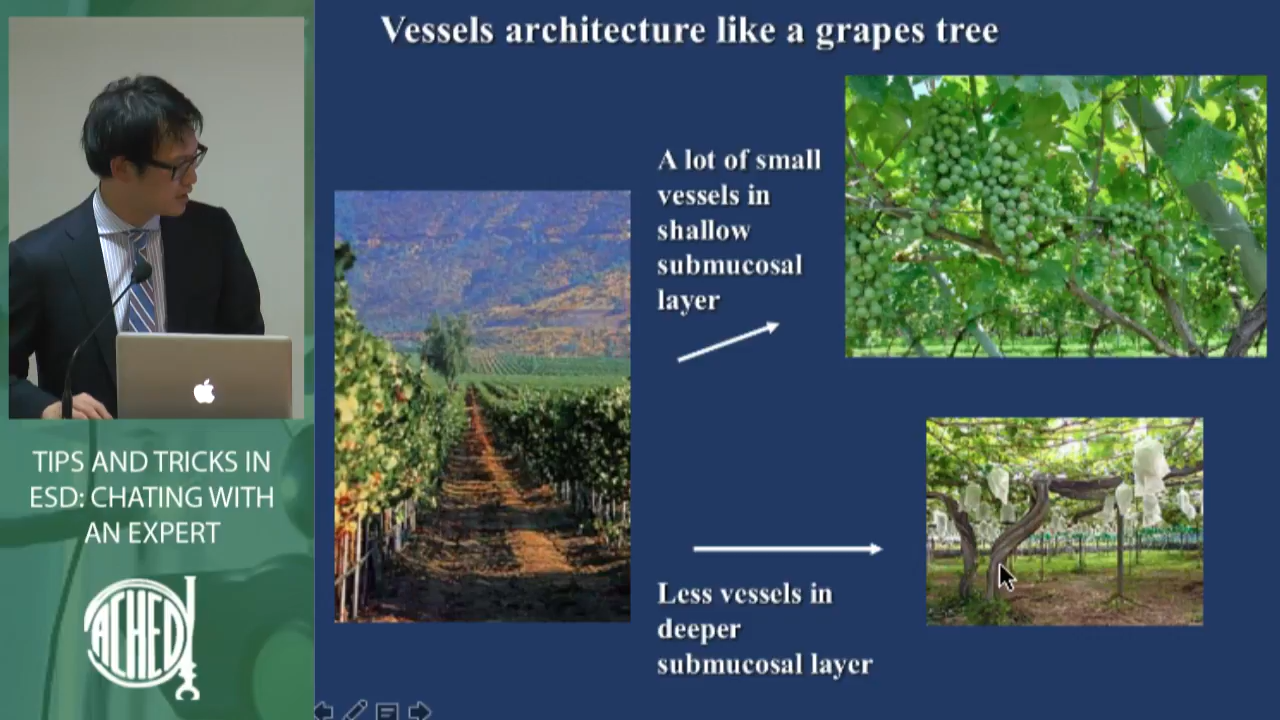 Vessels architecture like a grapes tree
A lot of small
vessels in
shallow
submucosal
layer
Less vessels in
deeper
submucosal layer
TIPS AND TRICKS IN
ESD: CHATING WITH
AN EXPERT
ACHED